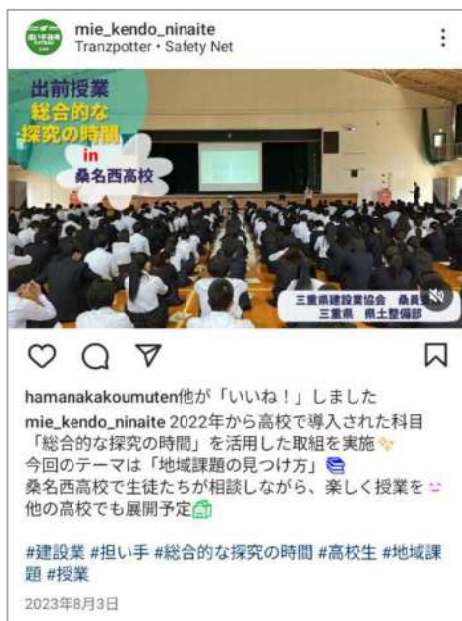 mie_kendo_ninaite
Tranzpotter • Safety Net
出前授業
総合的な
探究の時間
in
桑名西高校
三重県建設業協会 桑員
三重県 県土整備部
hamanakakoumuten他が「いいね！」しました
mie_kendo_ninaite 2022年から高校で導入された科目
「総合的な探究の時間」を活用した取組を実施✨
今回のテーマは「地域課題の見つけ方」📚
桑名西高校で生徒たちが相談しながら、楽しく授業を
他の高校でも展開予定
#建設業 #担い手 #総合的な探究の時間 #高校生 #地域課
題 #授業
2023年8月3日